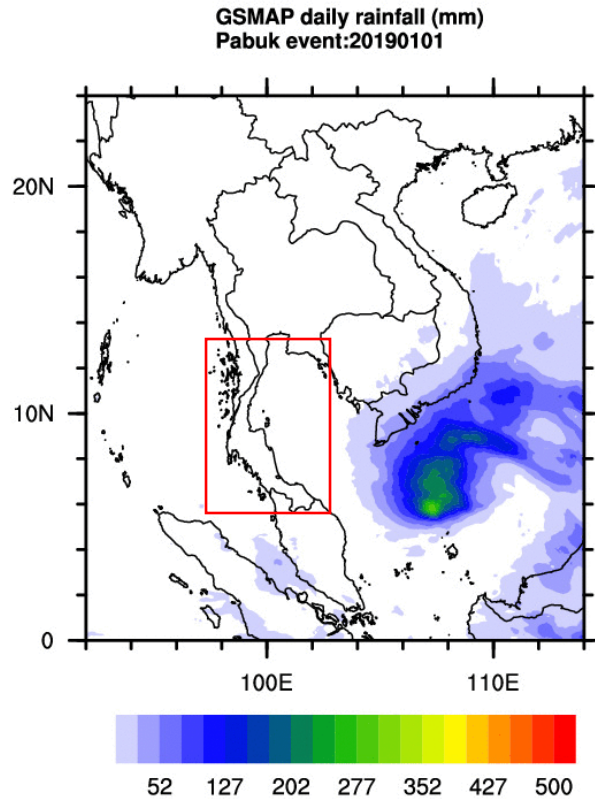 GSMAP daily rainfall (mm)
Pabuk event:20190101
20N
10N
0
100E 110E
52 127 202 277 352 427 500